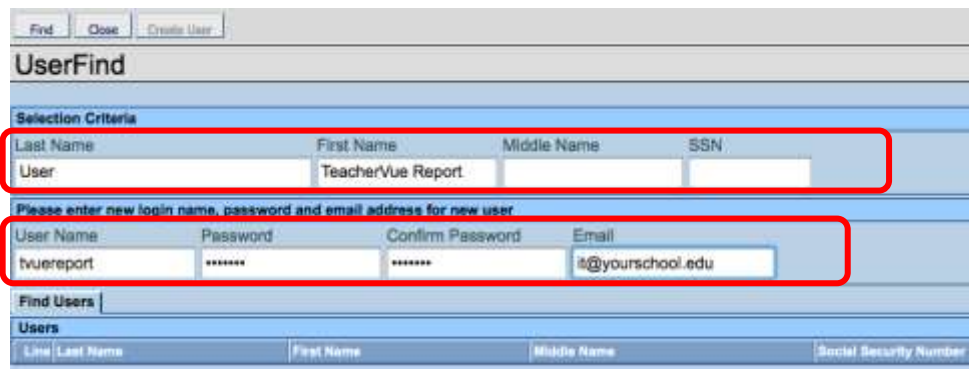 Find Close Create User
UserFind
Selection Criteria
Last Name First Name Middle Name SSN
User TeacherVue Report
Please enter new login name, password and email address for new user
User Name Password Confirm Password Email
tvuereport ••••••• ••••••• it@yourschool.edu
Find Users
Users
Line Last Name First Name Middle Name Social Security Number